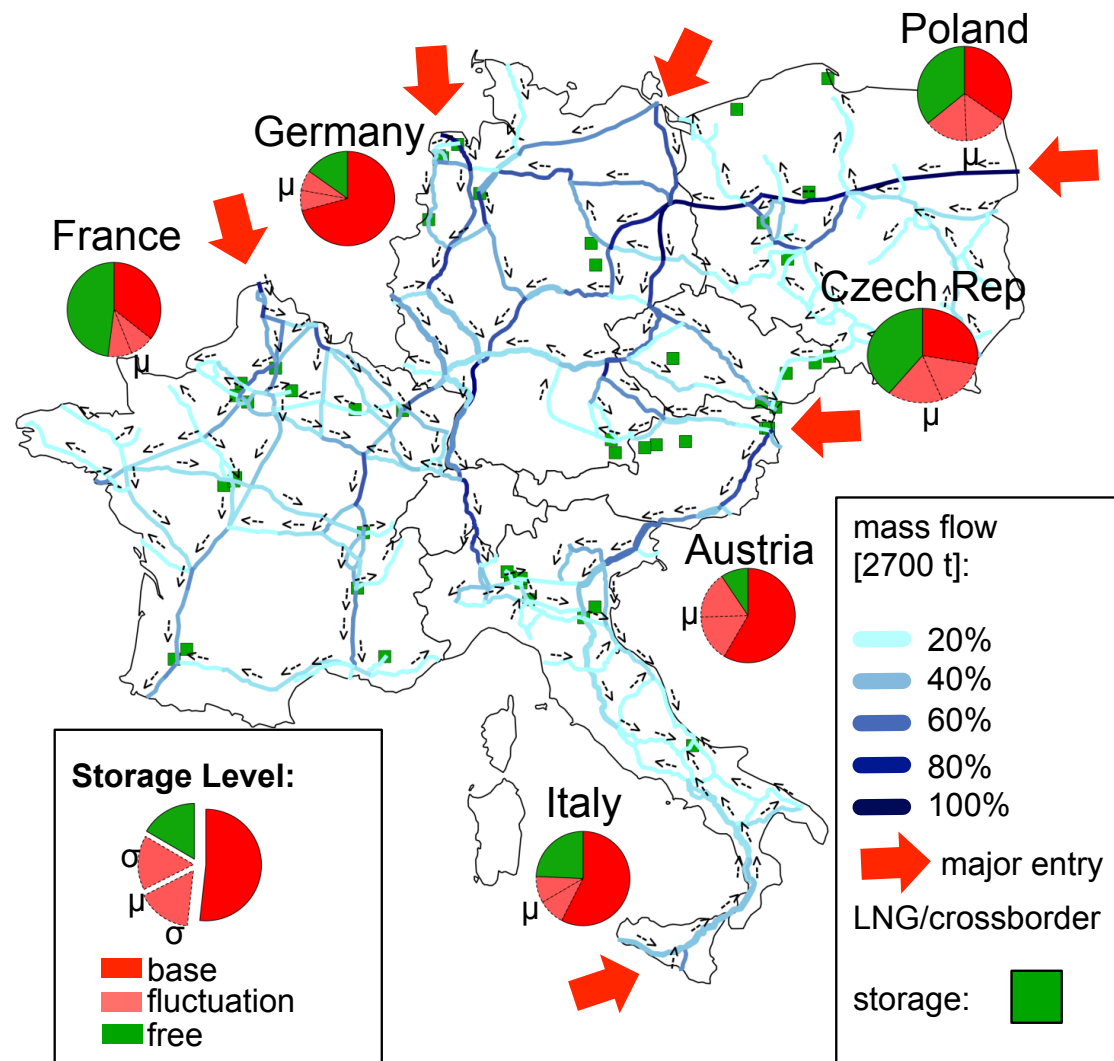 Poland
μ
Germany
μ
France
μ
Czech Rep
μ
Austria
μ
Italy
μ
Storage Level:
σ
μ
σ
base
fluctuation
free
mass flow
[2700 t]:
20%
40%
60%
80%
100%
major entry
LNG/crossborder
storage: